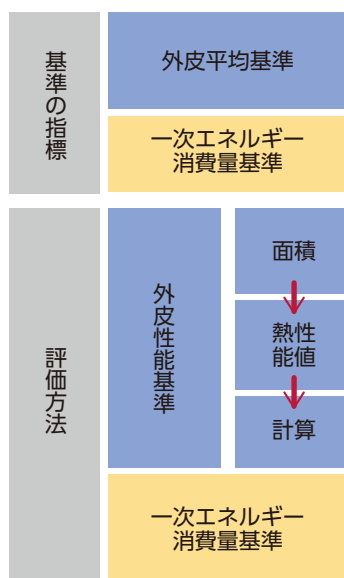 基準の指標
外皮平均基準
一次エネルギー
消費量基準
評価方法
外皮性能基準
面積
熱性
能値
計算
一次エネルギー
消費量基準